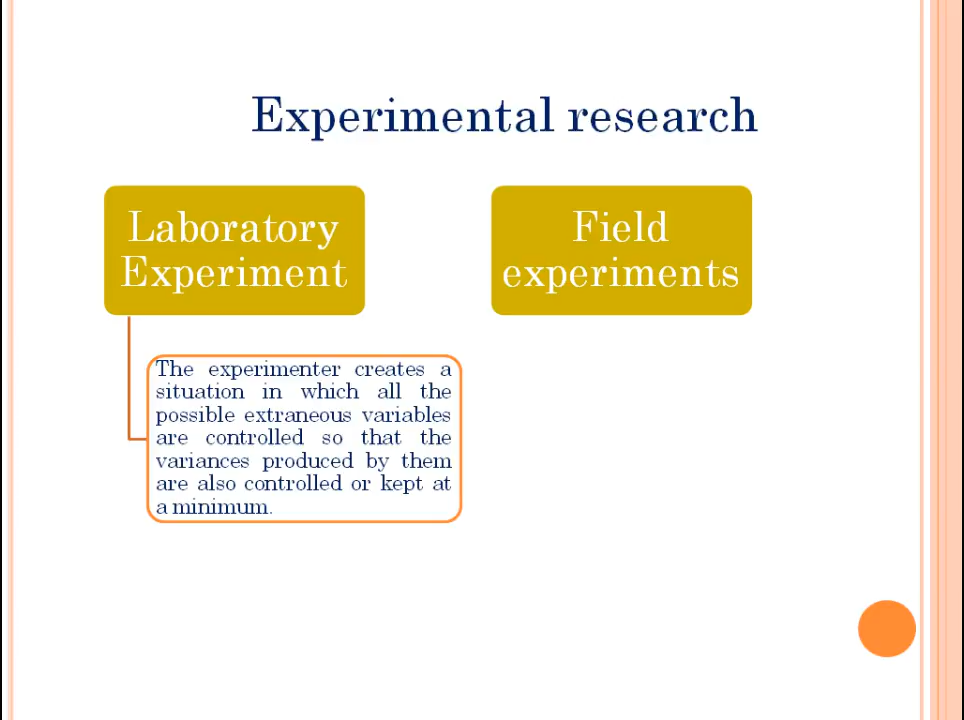 Experimental research
Laboratory
Experiment
Field
experiments
The experimenter creates a
situation in which all the
possible extraneous variables
are controlled so that the
variances produced by them
are also controlled or kept at
a minimum.